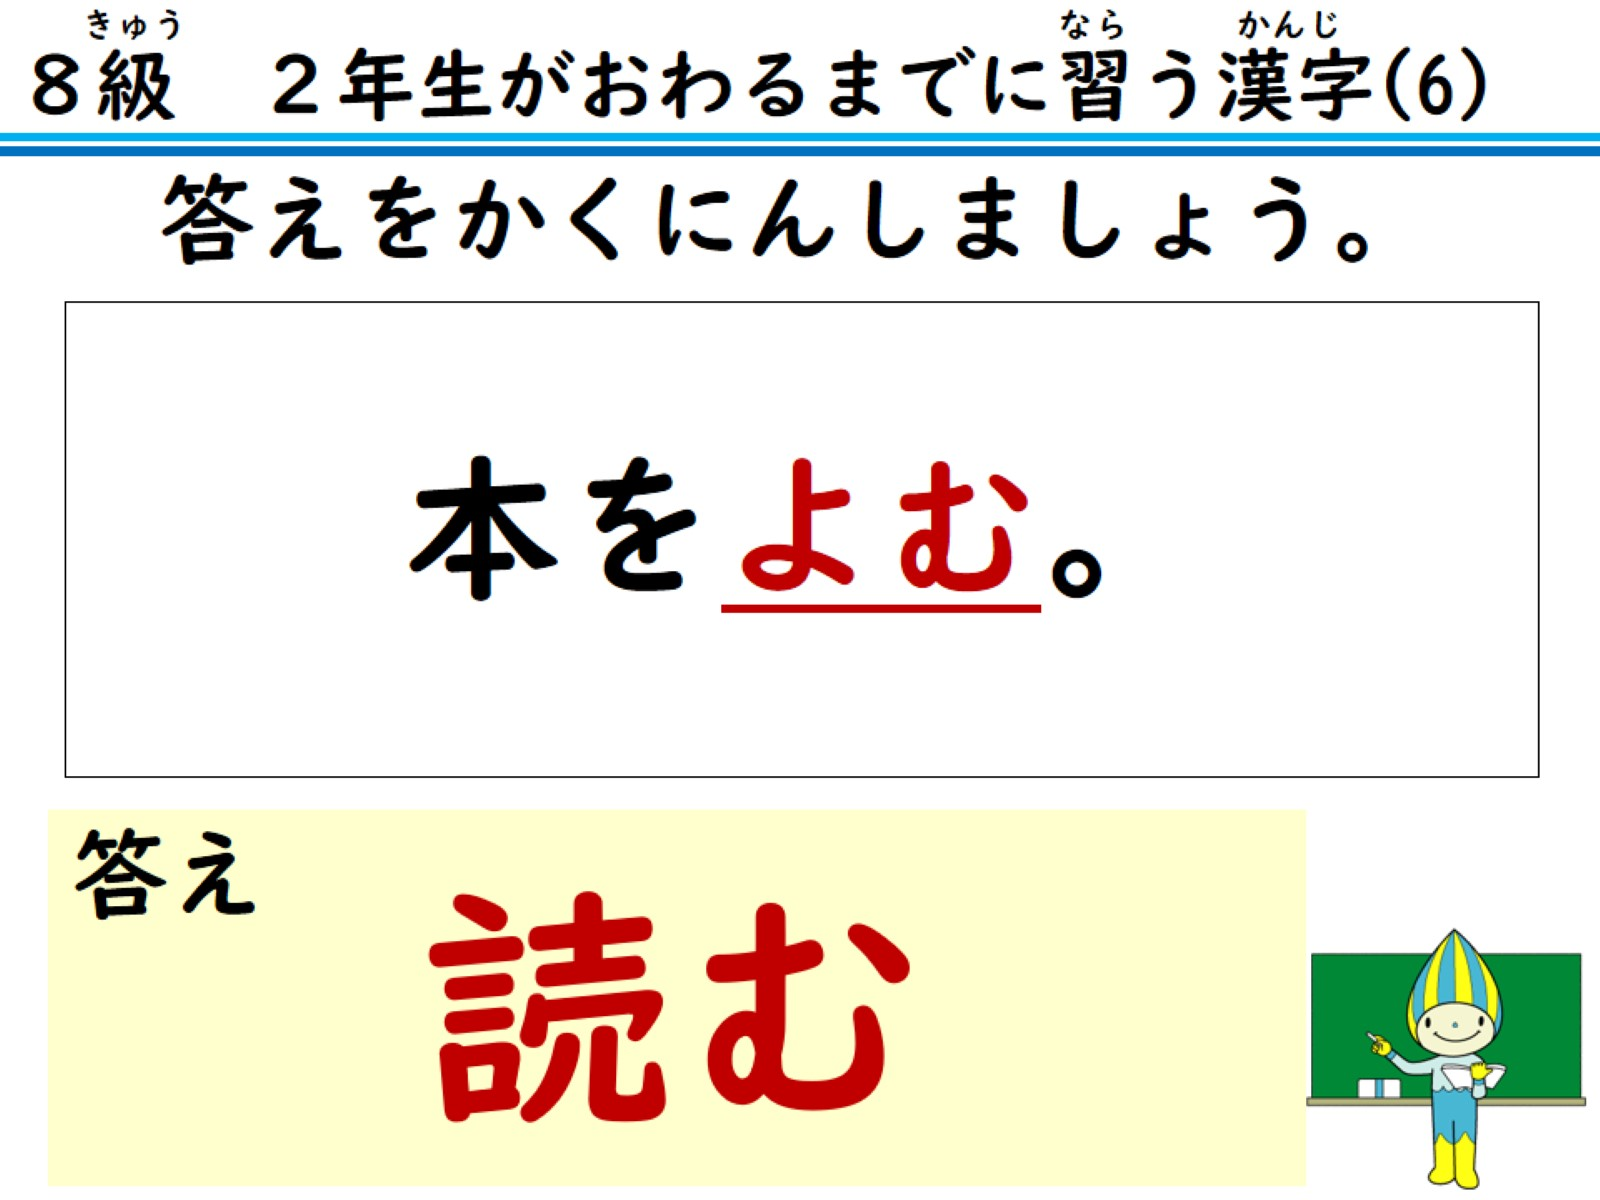 きゅう なら かんじ
8級 2年生がおわるまでに習う漢字(6)
答えをかくにんしましょう。
本をよむ。
答え
読む